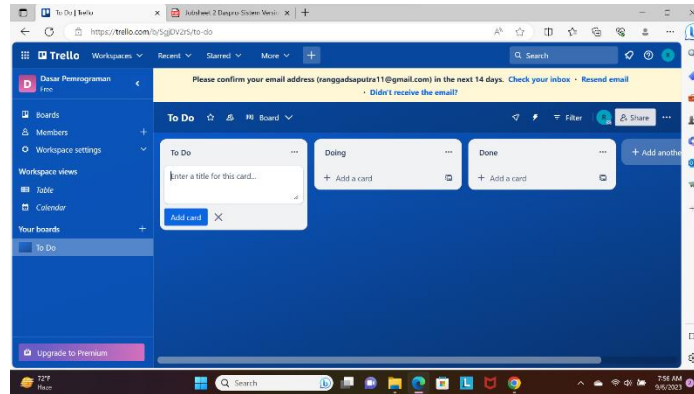 To Do | Trello
Jobsheet 2 Daspro-Sistem Versi
https://trello.com/b/
/to-do
Trello Workspaces Recent Starred More + Search
D Dasar Pemrograman
Free
Please confirm your email address (ranggadsaputra11@gmail.com) in the next 14 days. Check your inbox · Resend email
· Didn't receive the email?
Boards
Members +
Workspace settings
Workspace views
Table
Calendar
Your boards +
To Do
Upgrade to Premium
To Do Board Filter Share
To Do
Enter a title for this card...
Add card
Doing
+ Add a card
Done
+ Add a card
+ Add anothe
72°F
Haze
Search
7:56 AM
9/6/2023